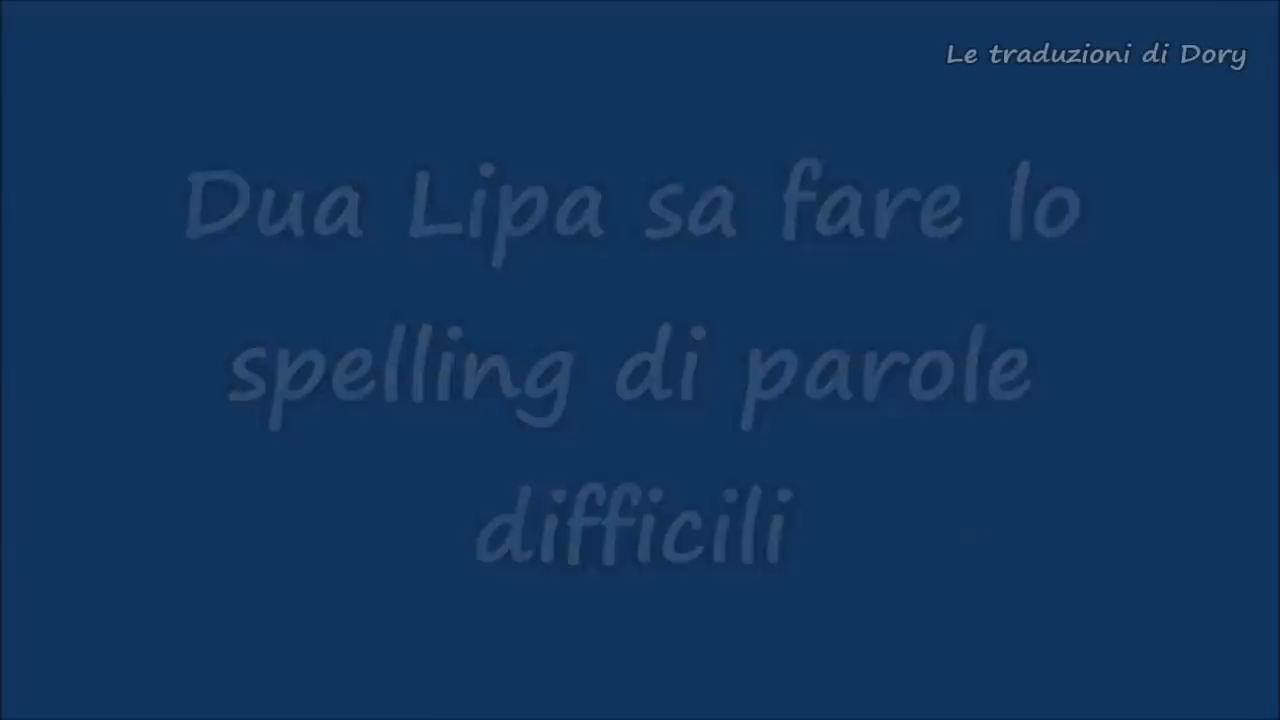 Le traduzioni di Dory
Dua Lipa sa fare lo
spelling di parole
difficili